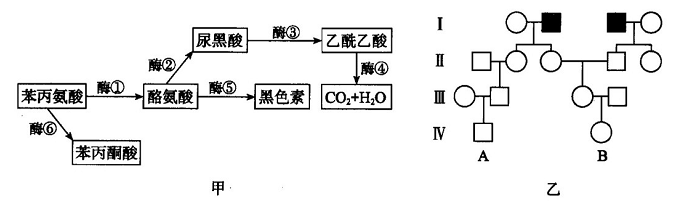 尿黑酸 酶③ 乙酰乙酸
酶② 酶④
苯丙氨酸 酶① 酪氨酸 酶⑤ 黑色素 CO₂+H₂O
酶⑥
苯丙酮酸
甲
Ⅰ
Ⅱ
Ⅲ
Ⅳ
A B
乙